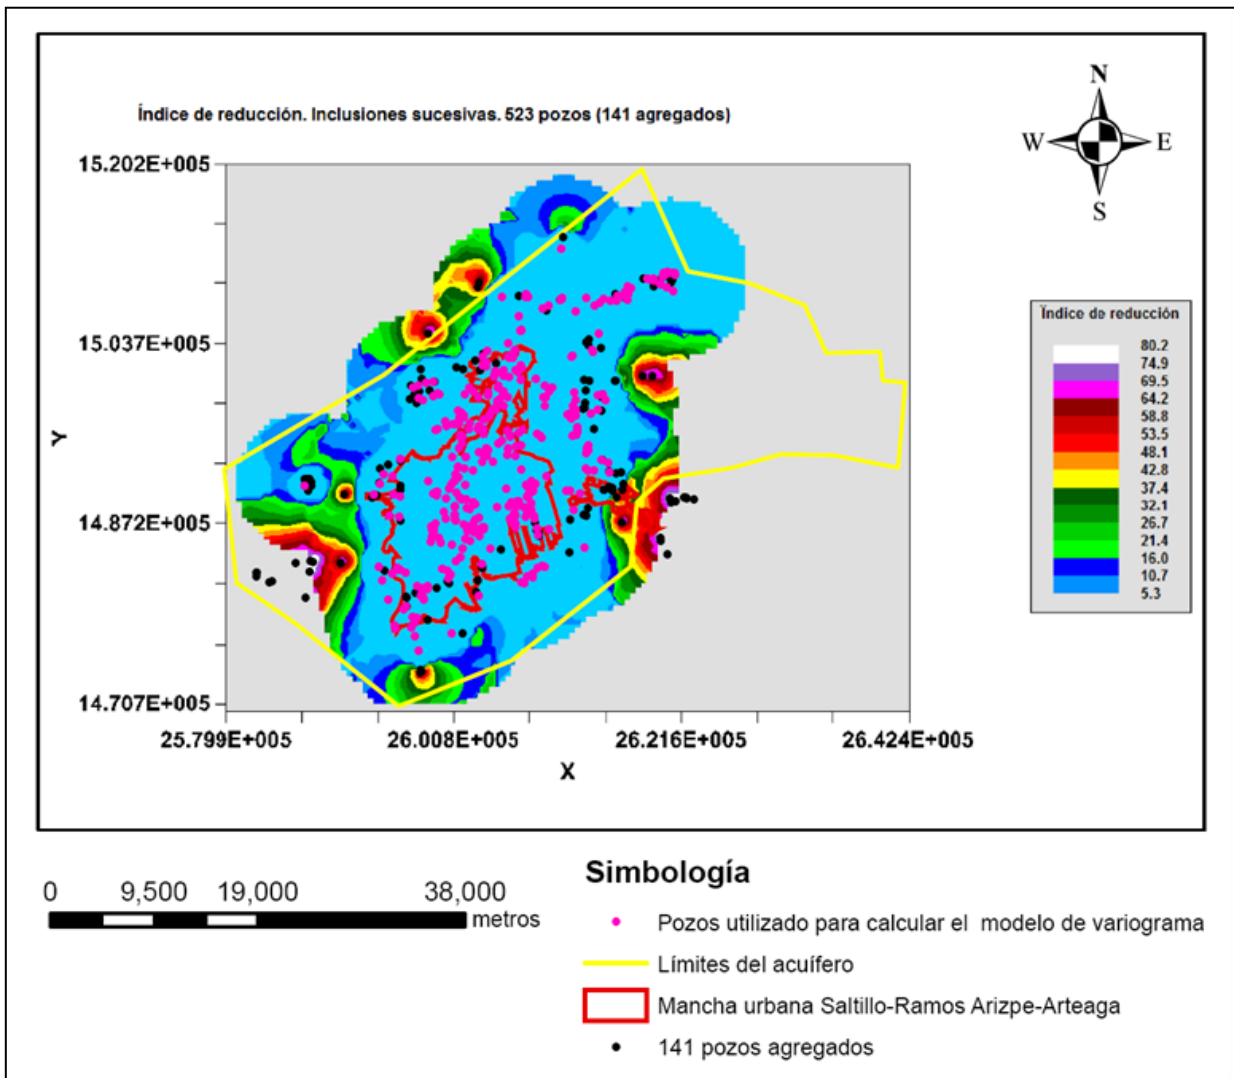 Índice de reducción. Inclusiones sucesivas. 523 pozos (141 agregados)
N
W E
S
15.202E+005
15.037E+005
14.872E+005
14.707E+005
Y
25.799E+005 26.008E+005 26.216E+005 26.424E+005
X
Índice de reducción
80.2
74.9
69.5
64.2
58.8
53.5
48.1
42.8
37.4
32.1
26.7
21.4
16.0
10.7
5.3
0 9,500 19,000 38,000
metros
Simbología
Pozos utilizado para calcular el modelo de variograma
Límites del acuífero
Mancha urbana Saltillo-Ramos Arizpe-Arteaga
141 pozos agregados